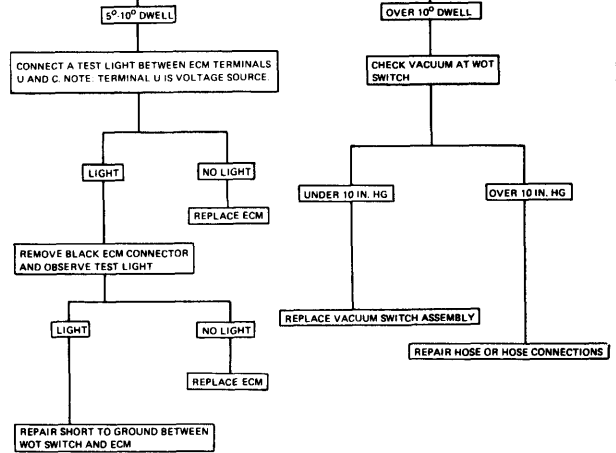 5º-10º DWELL
CONNECT A TEST LIGHT BETWEEN ECM TERMINALS
U AND C. NOTE: TERMINAL U IS VOLTAGE SOURCE.
LIGHT
NO LIGHT
REPLACE ECM
REMOVE BLACK ECM CONNECTOR
AND OBSERVE TEST LIGHT
LIGHT
NO LIGHT
REPLACE ECM
REPAIR SHORT TO GROUND BETWEEN
WOT SWITCH AND ECM
OVER 10º DWELL
CHECK VACUUM AT WOT
SWITCH
UNDER 10 IN. HG
OVER 10 IN. HG
REPLACE VACUUM SWITCH ASSEMBLY
REPAIR HOSE OR HOSE CONNECTIONS